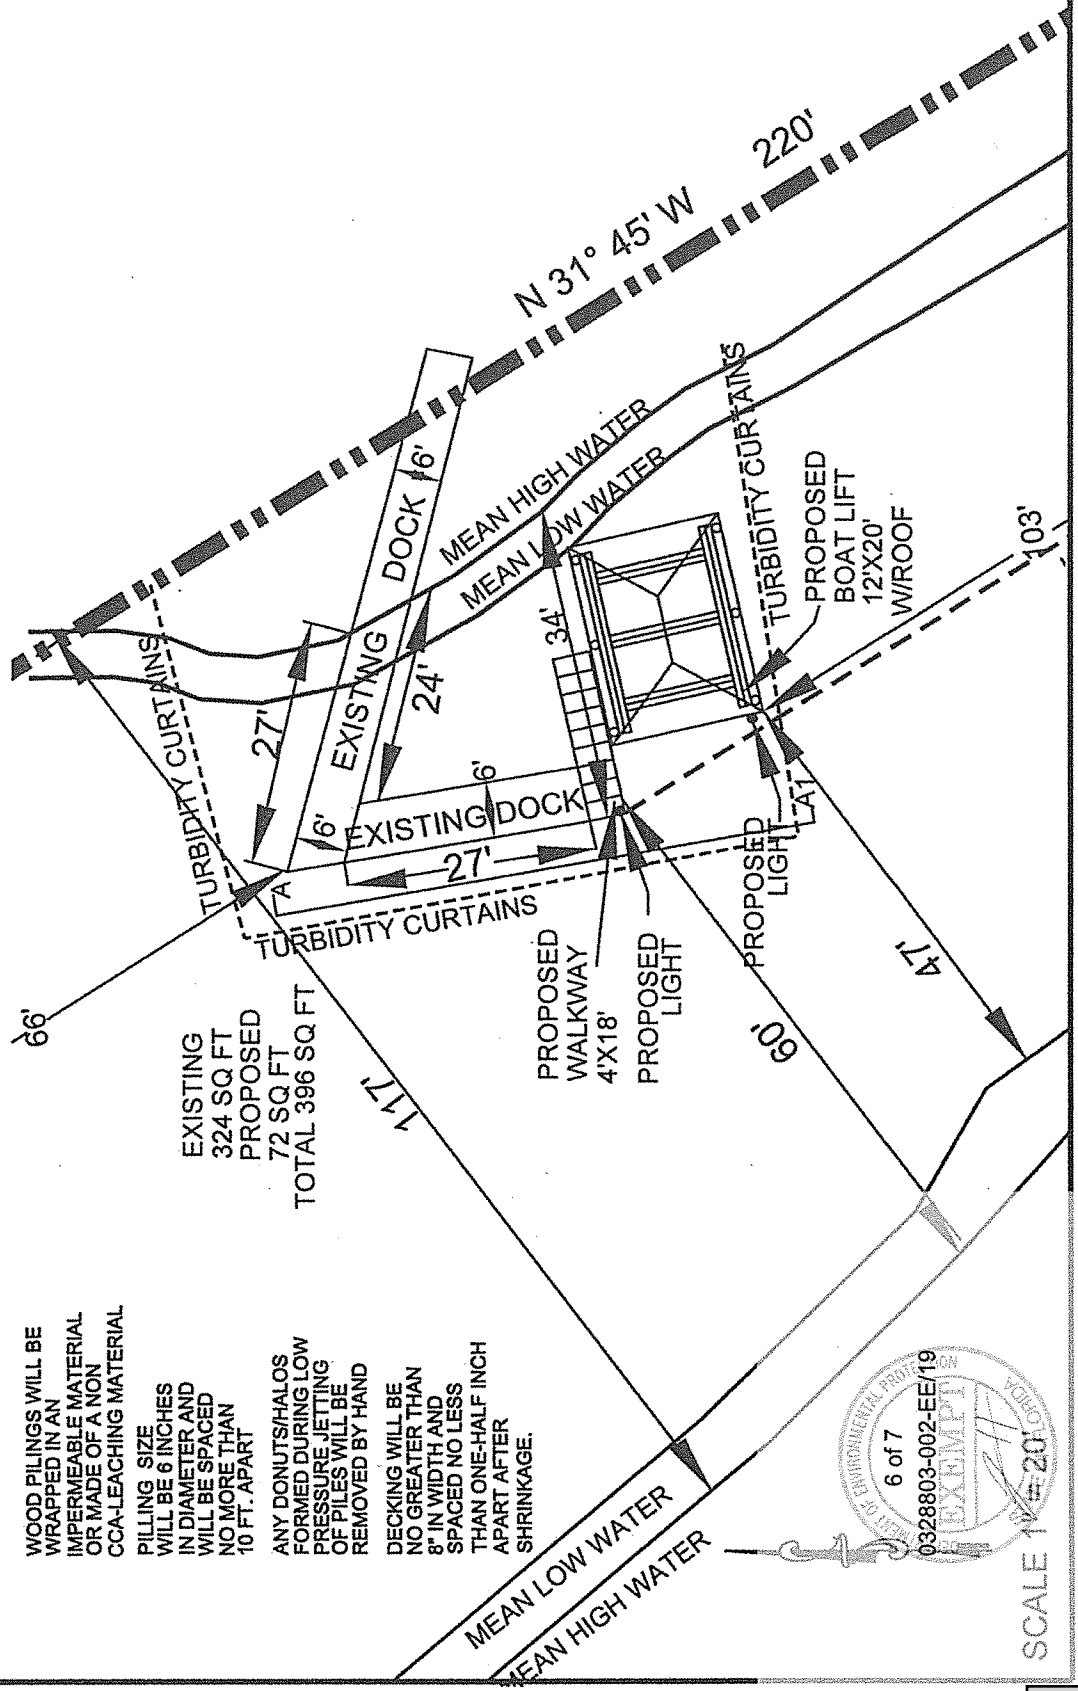 WOOD PILINGS WILL BE
WRAPPED IN AN
IMPERMEABLE MATERIAL
OR MADE OF A NON
CCA-LEACHING MATERIAL
PILLING SIZE
WILL BE 6 INCHES
IN DIAMETER AND
WILL BE SPACED
NO MORE THAN
10 FT. APART
ANY DONUTS/HALOS
FORMED DURING LOW
PRESSURE JETTING
OF PILES WILL BE
REMOVED BY HAND
DECKING WILL BE
NO GREATER THAN
8" IN WIDTH AND
SPACED NO LESS
THAN ONE-HALF INCH
APART AFTER
SHRINKAGE.
66'
EXISTING
324 SQ FT
PROPOSED
72 SQ FT
TOTAL 396 SQ FT
117'
TURBIDITY CURTAINS
TURBIDITY CURTAINS
A
27'
6'
EXISTING DOCK
6'
24'
EXISTING DOCK
6'
27'
MEAN HIGH WATER
MEAN LOW WATER
N 31° 45' W
220'
34'
TURBIDITY CURTAINS
PROPOSED
WALKWAY
4'X18'
PROPOSED
LIGHT
PROPOSED
LIGHT
A1
PROPOSED
BOAT LIFT
12'X20'
W/ROOF
103'
60'
47'
MEAN LOW WATER
MEAN HIGH WATER
ENVIRONMENTAL PROTECTION
FLORIDA
6 of 7
EXEMPT
0328803-002-EE/19
SCALE 1" = 20'